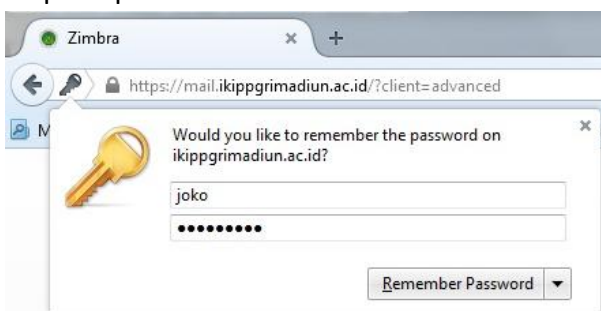 Zimbra
https://mail.ikippgrimadiun.ac.id/?client=advanced
M
Would you like to remember the password on
ikippgrimadiun.ac.id?
joko
•••••••••
Remember Password